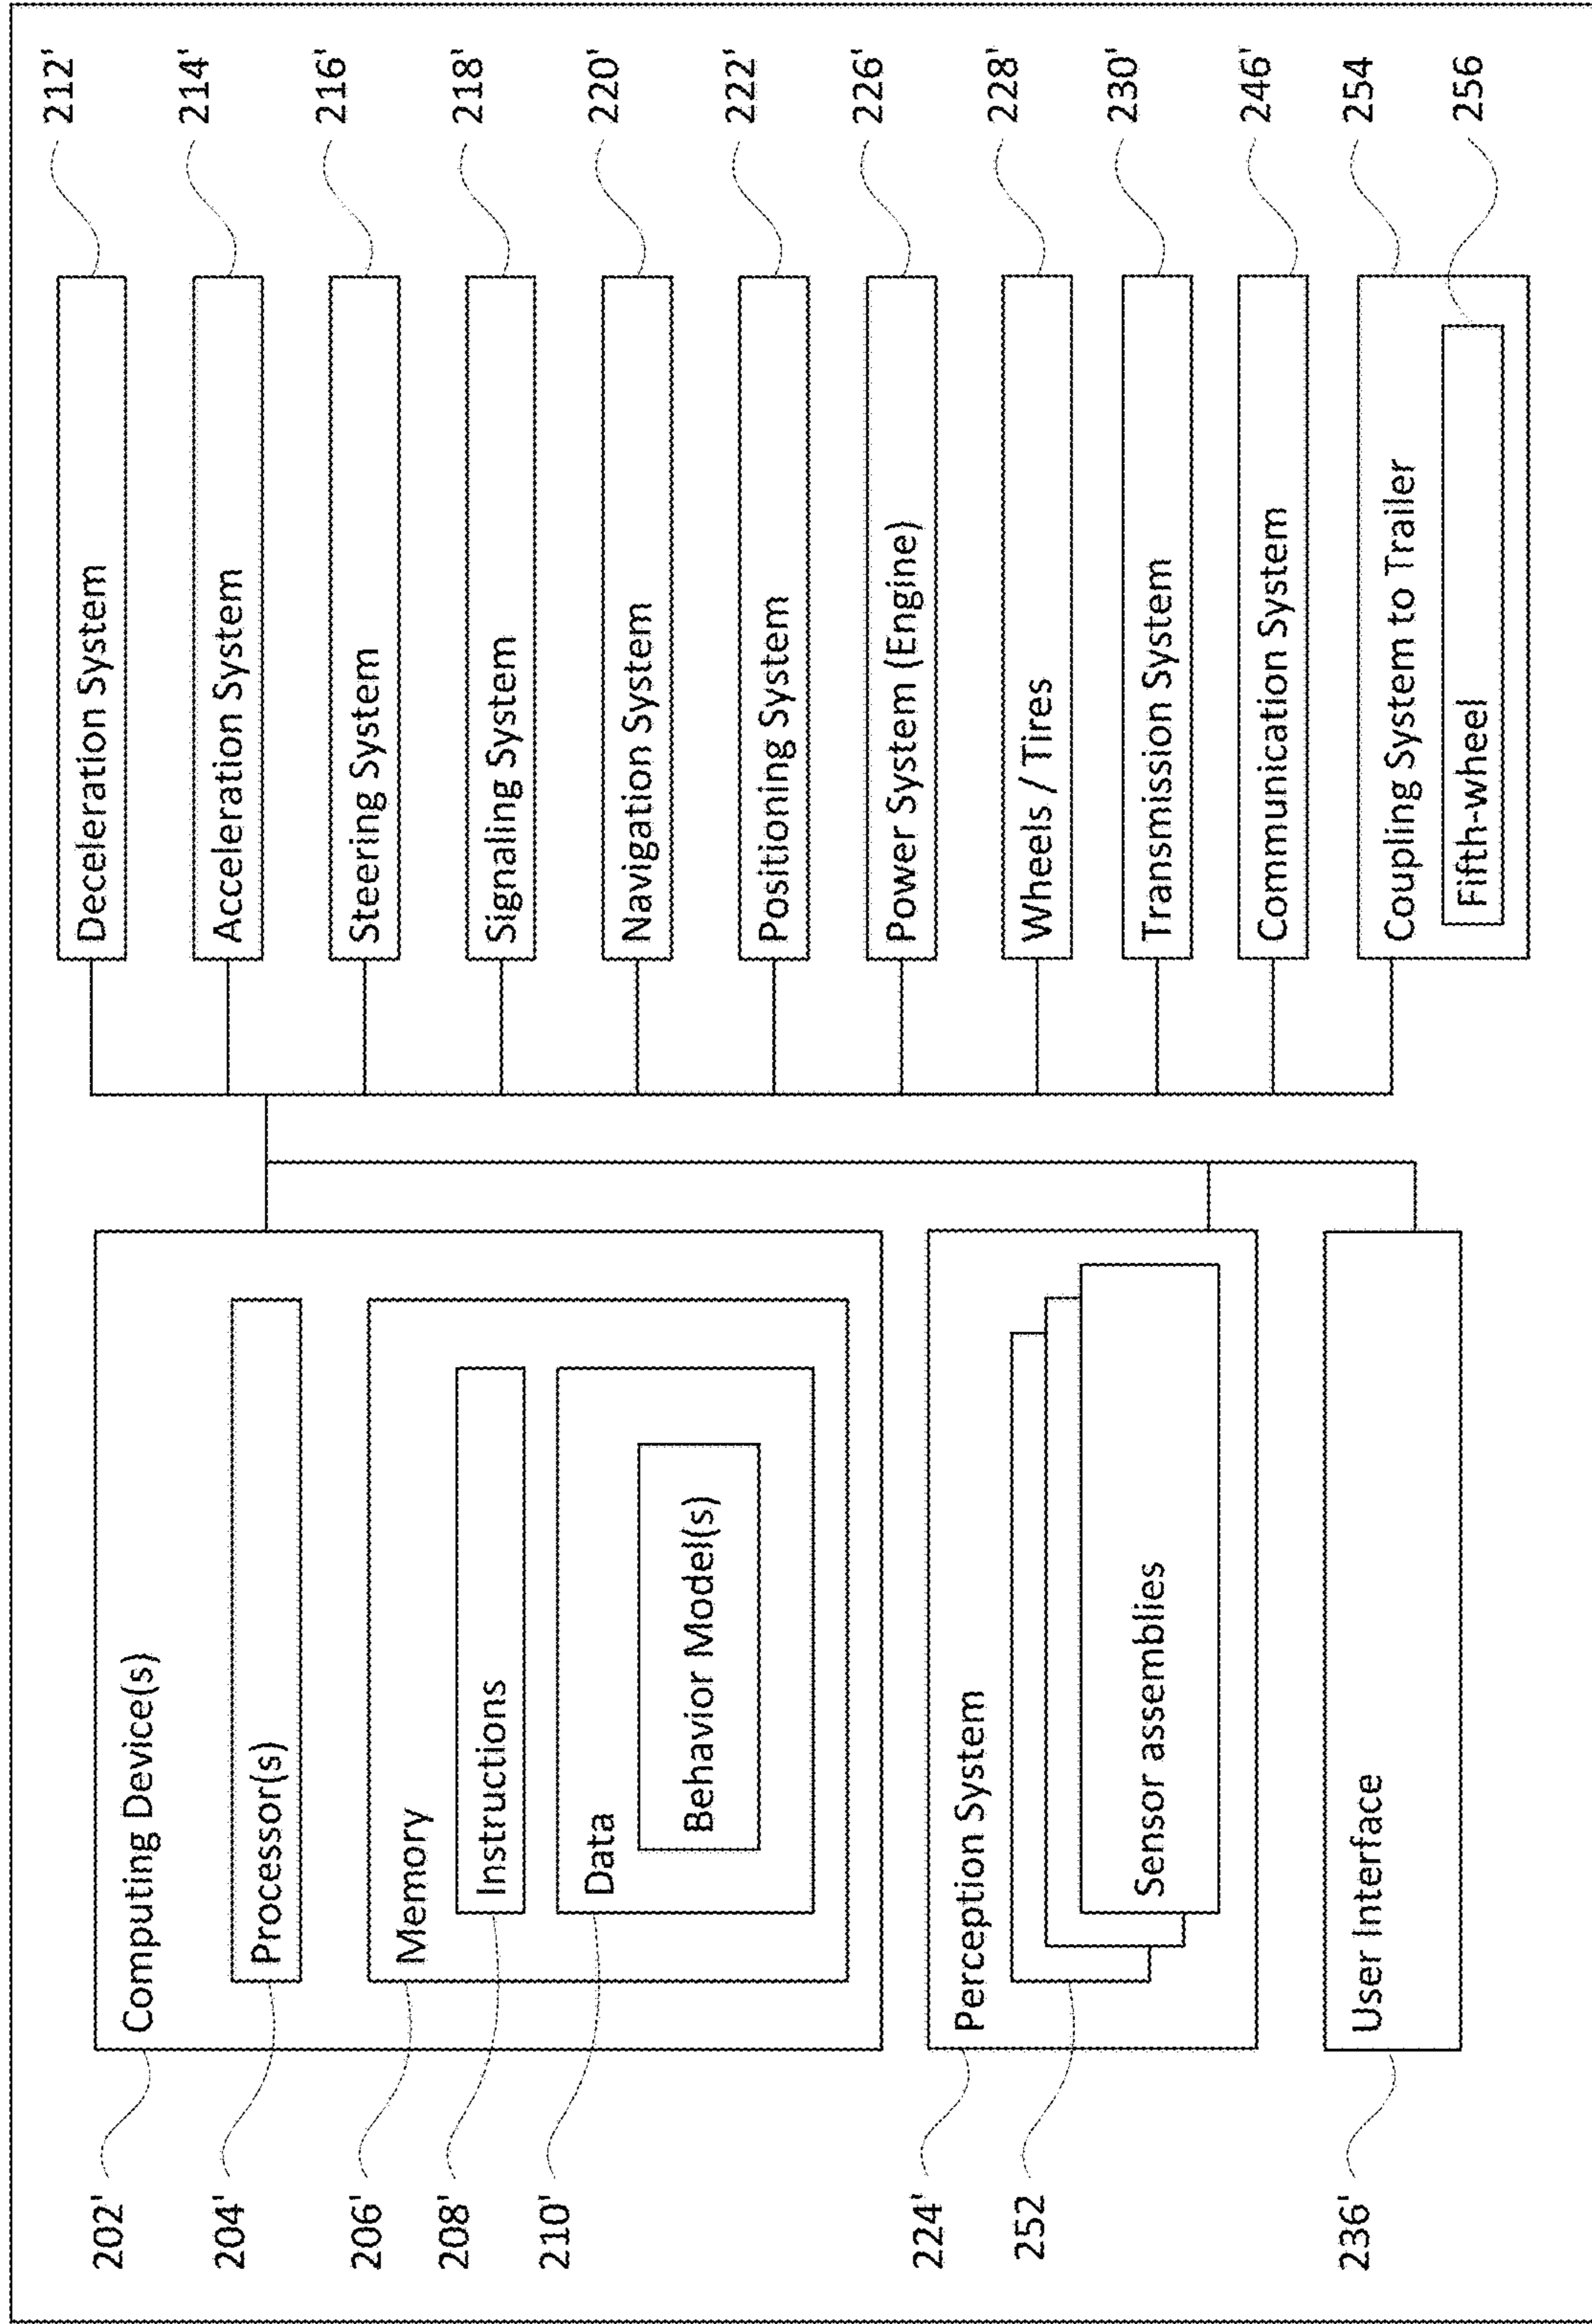 202'
Computing Device(s)
204'
Processor(s)
206'
Memory
208'
Instructions
210'
Data
Behavior Model(s)
224'
Perception System
252
Sensor assemblies
236'
User Interface
Deceleration System
212'
Acceleration System
214'
Steering System
216'
Signaling System
218'
Navigation System
220'
Positioning System
222'
Power System (Engine)
226'
Wheels / Tires
228'
Transmission System
230'
Communication System
246'
Coupling System to Trailer
254
Fifth-wheel
256